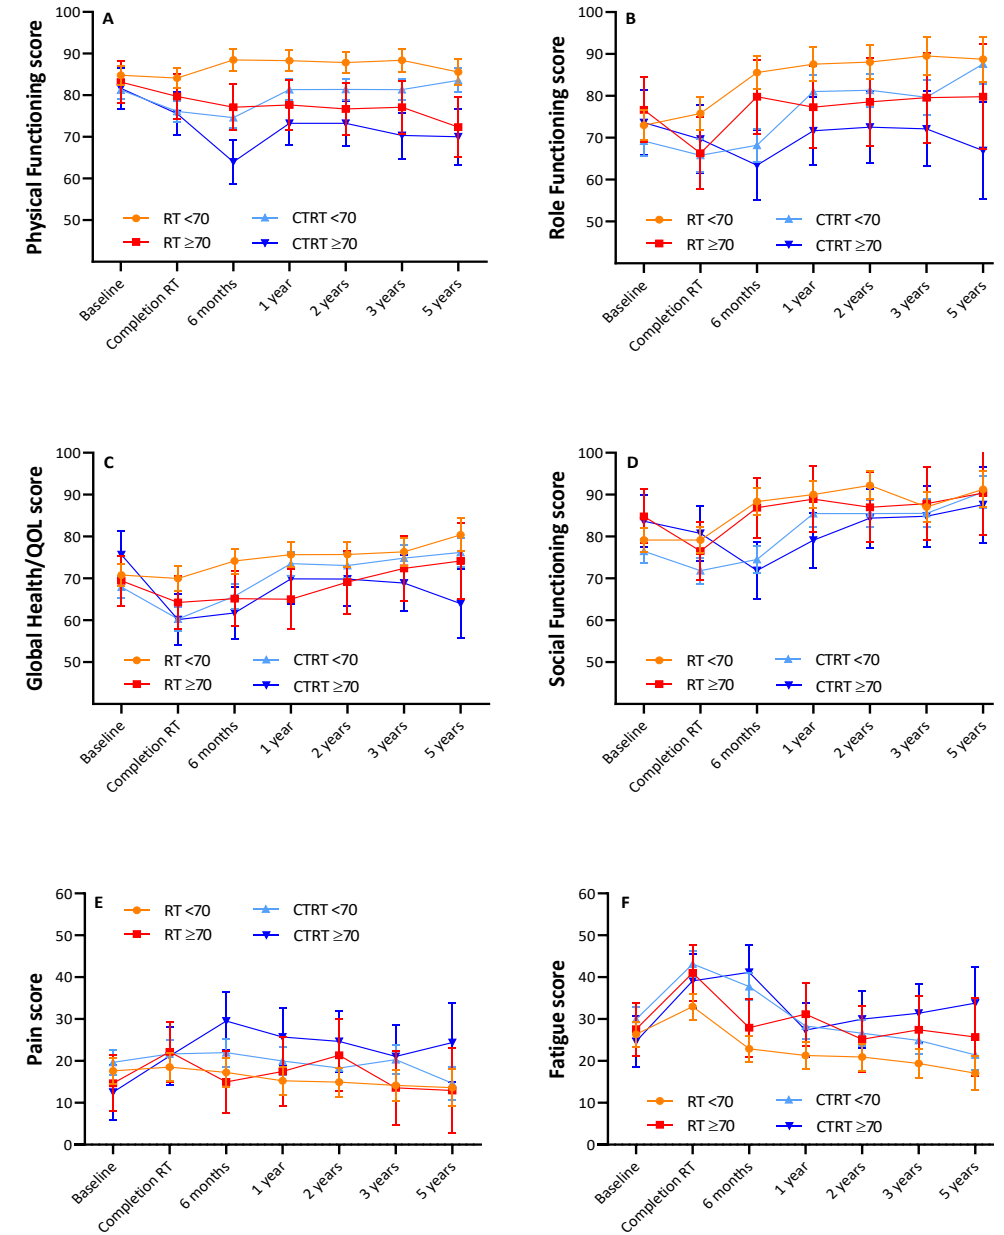 A
Physical Functioning score
100
90
80
70
60
50
RT <70
CTRT <70
RT ≥70
CTRT ≥70
Baseline
Completion RT
6 months
1 year
2 years
3 years
5 years
B
Role Functioning score
100
90
80
70
60
50
RT <70
CTRT <70
RT ≥70
CTRT ≥70
Baseline
Completion RT
6 months
1 year
2 years
3 years
5 years
C
Global Health/QOL score
100
90
80
70
60
50
RT <70
CTRT <70
RT ≥70
CTRT ≥70
Baseline
Completion RT
6 months
1 year
2 years
3 years
5 years
D
Social Functioning score
100
90
80
70
60
50
RT <70
CTRT <70
RT ≥70
CTRT ≥70
Baseline
Completion RT
6 months
1 year
2 years
3 years
5 years
E
Pain score
60
50
40
30
20
10
0
RT <70
CTRT <70
RT ≥70
CTRT ≥70
Baseline
Completion RT
6 months
1 year
2 years
3 years
5 years
F
Fatigue score
60
50
40
30
20
10
0
RT <70
CTRT <70
RT ≥70
CTRT ≥70
Baseline
Completion RT
6 months
1 year
2 years
3 years
5 years